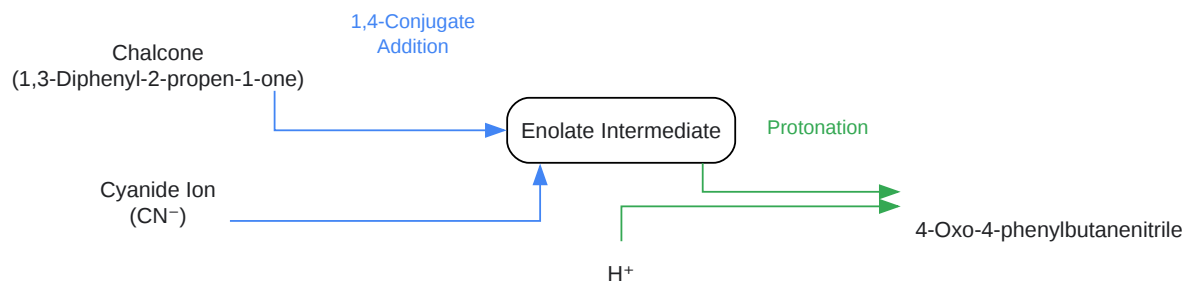 1,4-Conjugate
Addition
Chalcone
(1,3-Diphenyl-2-propen-1-one)
Enolate Intermediate
Protonation
Cyanide Ion
(CN⁻)
4-Oxo-4-phenylbutanenitrile
H⁺